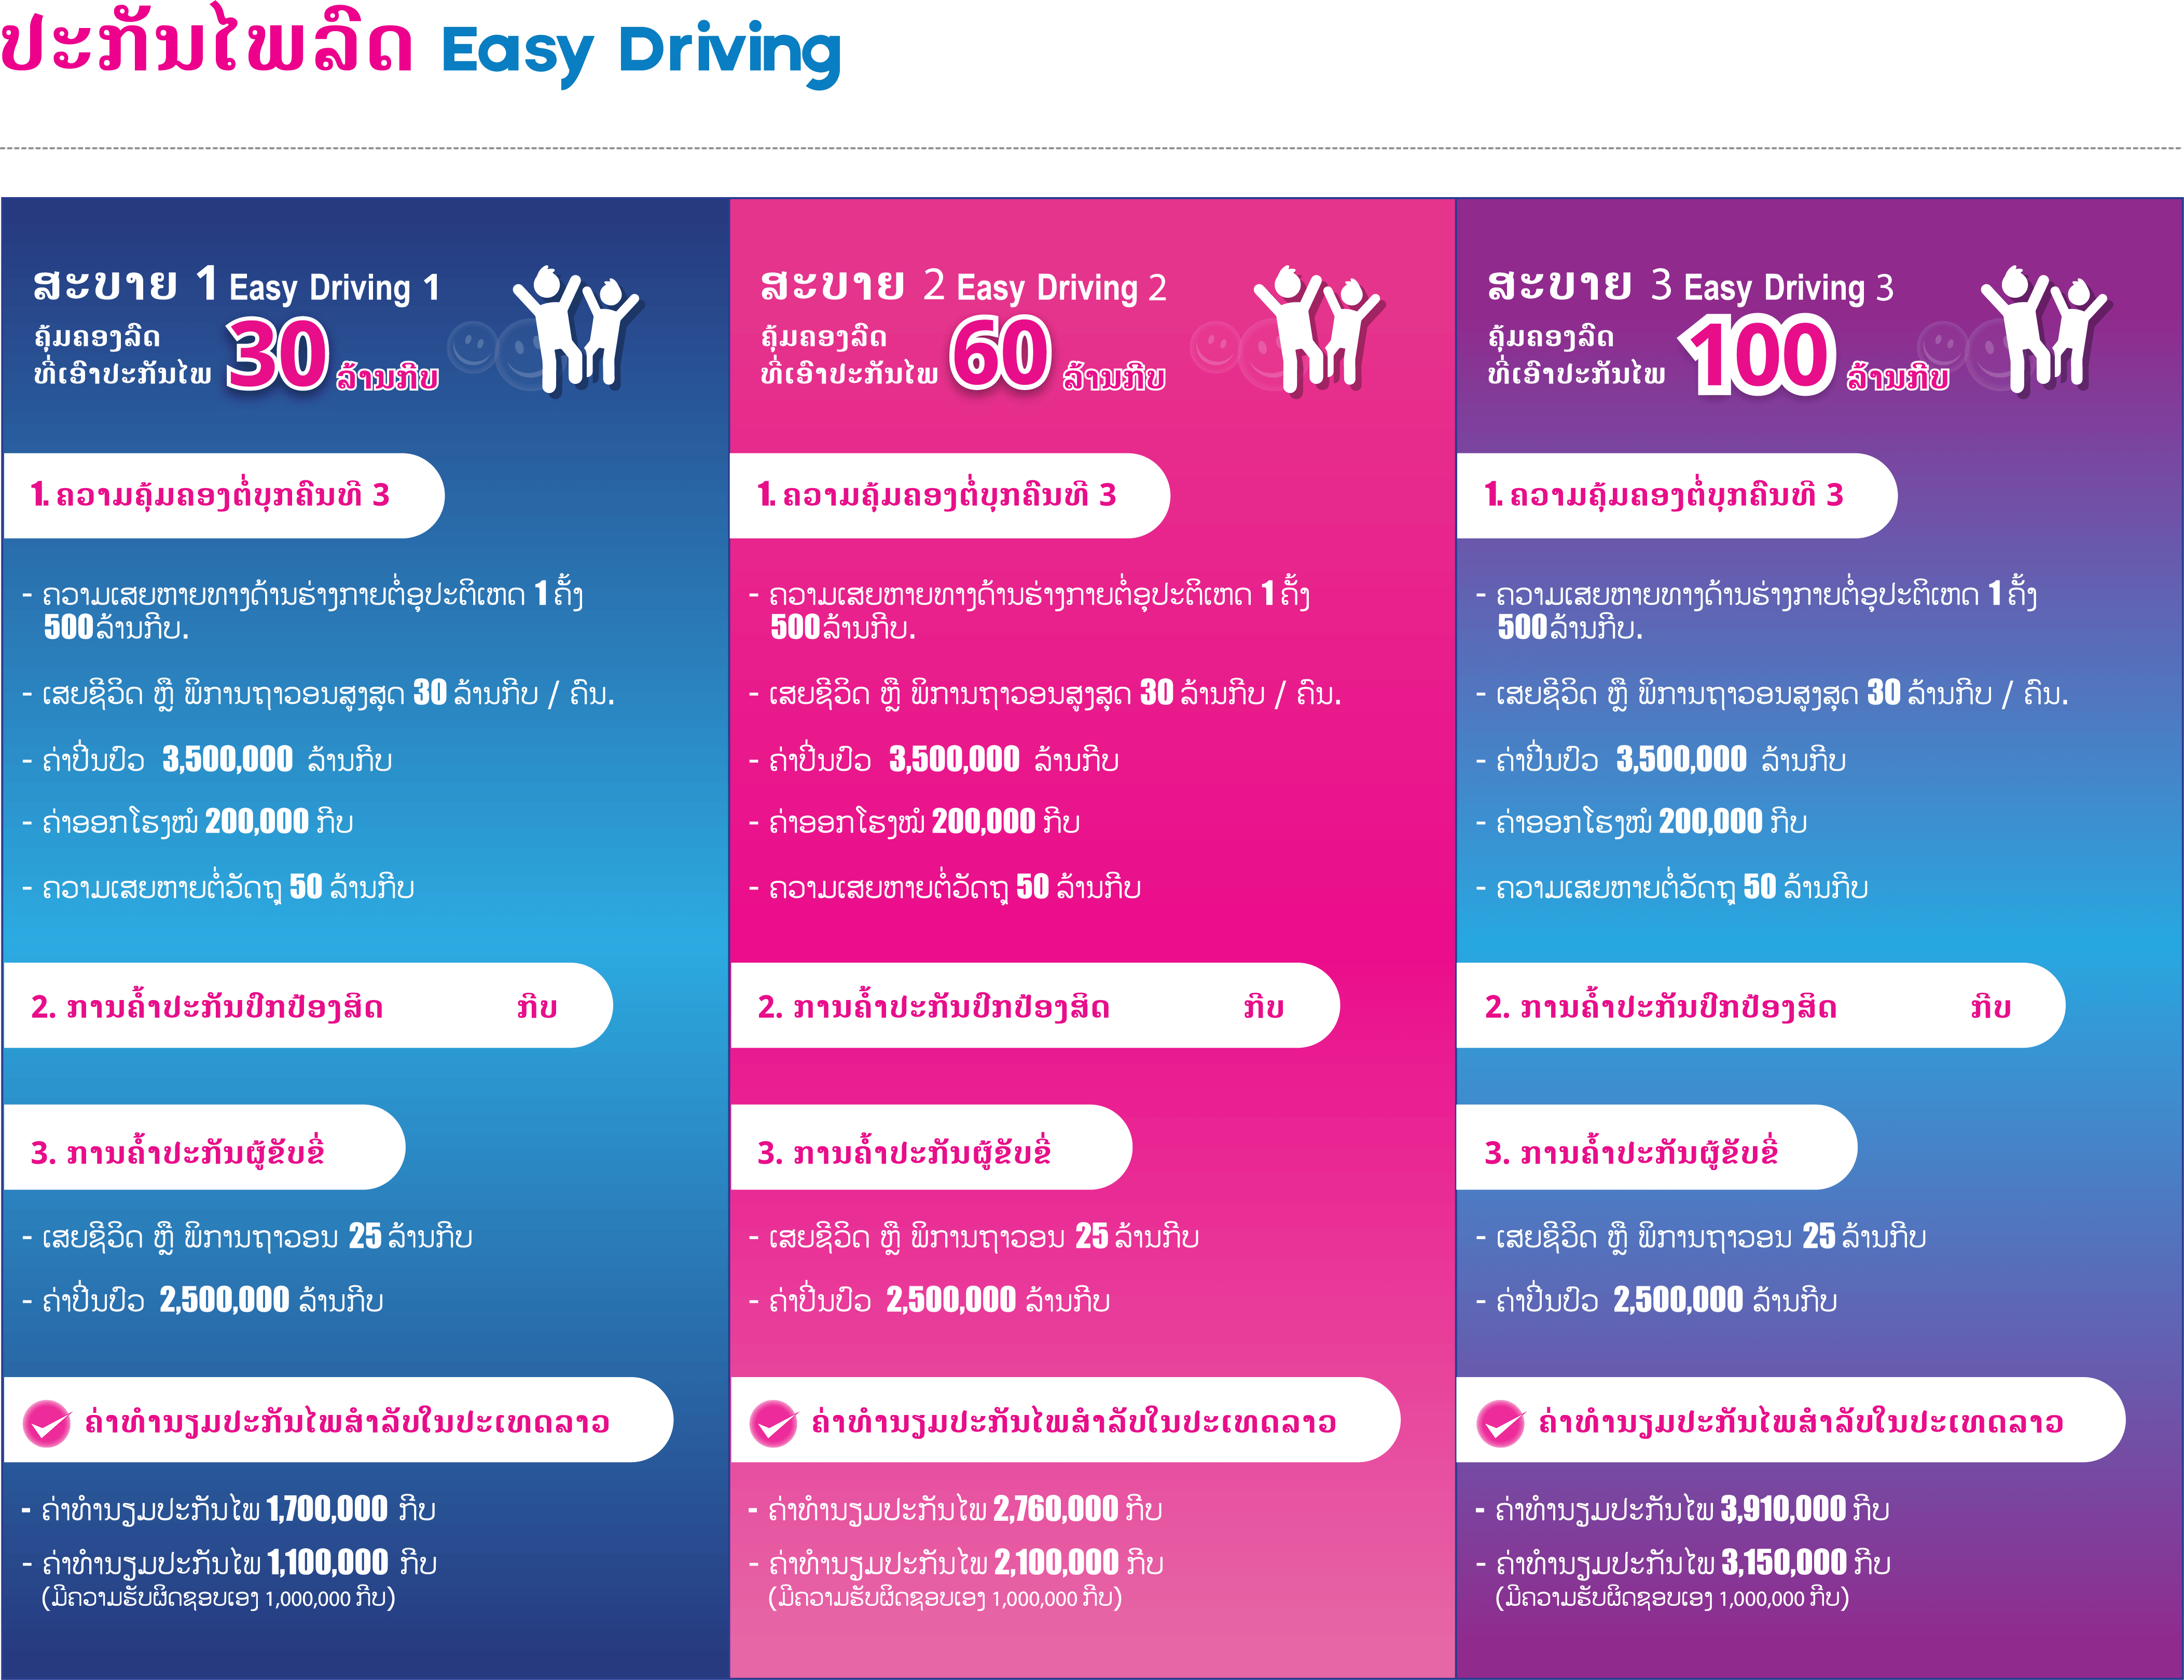 ປະກັນໄພລົດ Easy Driving
ສະບາຍ 1 Easy Driving 1
ຄຸ້ມຄອງລົດ
ທີ່ເອົາປະກັນໄພ 30 ລ້ານກີບ
1. ຄວາມຄຸ້ມຄອງຕໍ່ບຸກຄົນທີ 3
- ຄວາມເສຍຫາຍທາງດ້ານຮ່າງກາຍຕໍ່ອຸປະຕິເຫດ 1 ຄັ້ງ
500 ລ້ານກີບ.
- ເສຍຊີວິດ ຫຼື ພິການຖາວອນສູງສຸດ 30 ລ້ານກີບ / ຄົນ.
- ຄ່າປິ່ນປົວ 3,500,000 ລ້ານກີບ
- ຄ່າອອກໂຮງໝໍ 200,000 ກີບ
- ຄວາມເສຍຫາຍຕໍ່ວັດຖຸ 50 ລ້ານກີບ
2. ການຄ້ຳປະກັນປົກປ້ອງສິດ ກີບ
3. ການຄ້ຳປະກັນຜູ້ຂັບຂີ່
- ເສຍຊີວິດ ຫຼື ພິການຖາວອນ 25 ລ້ານກີບ
- ຄ່າປິ່ນປົວ 2,500,000 ລ້ານກີບ
ຄ່າທຳນຽມປະກັນໄພສຳລັບໃນປະເທດລາວ
- ຄ່າທຳນຽມປະກັນໄພ 1,700,000 ກີບ
- ຄ່າທຳນຽມປະກັນໄພ 1,100,000 ກີບ
(ມີຄວາມຮັບຜິດຊອບເອງ 1,000,000 ກີບ)
ສະບາຍ 2 Easy Driving 2
ຄຸ້ມຄອງລົດ
ທີ່ເອົາປະກັນໄພ 60 ລ້ານກີບ
1. ຄວາມຄຸ້ມຄອງຕໍ່ບຸກຄົນທີ 3
- ຄວາມເສຍຫາຍທາງດ້ານຮ່າງກາຍຕໍ່ອຸປະຕິເຫດ 1 ຄັ້ງ
500 ລ້ານກີບ.
- ເສຍຊີວິດ ຫຼື ພິການຖາວອນສູງສຸດ 30 ລ້ານກີບ / ຄົນ.
- ຄ່າປິ່ນປົວ 3,500,000 ລ້ານກີບ
- ຄ່າອອກໂຮງໝໍ 200,000 ກີບ
- ຄວາມເສຍຫາຍຕໍ່ວັດຖຸ 50 ລ້ານກີບ
2. ການຄ້ຳປະກັນປົກປ້ອງສິດ ກີບ
3. ການຄ້ຳປະກັນຜູ້ຂັບຂີ່
- ເສຍຊີວິດ ຫຼື ພິການຖາວອນ 25 ລ້ານກີບ
- ຄ່າປິ່ນປົວ 2,500,000 ລ້ານກີບ
ຄ່າທຳນຽມປະກັນໄພສຳລັບໃນປະເທດລາວ
- ຄ່າທຳນຽມປະກັນໄພ 2,760,000 ກີບ
- ຄ່າທຳນຽມປະກັນໄພ 2,100,000 ກີບ
(ມີຄວາມຮັບຜິດຊອບເອງ 1,000,000 ກີບ)
ສະບາຍ 3 Easy Driving 3
ຄຸ້ມຄອງລົດ
ທີ່ເອົາປະກັນໄພ 100 ລ້ານກີບ
1. ຄວາມຄຸ້ມຄອງຕໍ່ບຸກຄົນທີ 3
- ຄວາມເສຍຫາຍທາງດ້ານຮ່າງກາຍຕໍ່ອຸປະຕິເຫດ 1 ຄັ້ງ
500 ລ້ານກີບ.
- ເສຍຊີວິດ ຫຼື ພິການຖາວອນສູງສຸດ 30 ລ້ານກີບ / ຄົນ.
- ຄ່າປິ່ນປົວ 3,500,000 ລ້ານກີບ
- ຄ່າອອກໂຮງໝໍ 200,000 ກີບ
- ຄວາມເສຍຫາຍຕໍ່ວັດຖຸ 50 ລ້ານກີບ
2. ການຄ້ຳປະກັນປົກປ້ອງສິດ ກີບ
3. ການຄ້ຳປະກັນຜູ້ຂັບຂີ່
- ເສຍຊີວິດ ຫຼື ພິການຖາວອນ 25 ລ້ານກີບ
- ຄ່າປິ່ນປົວ 2,500,000 ລ້ານກີບ
ຄ່າທຳນຽມປະກັນໄພສຳລັບໃນປະເທດລາວ
- ຄ່າທຳນຽມປະກັນໄພ 3,910,000 ກີບ
- ຄ່າທຳນຽມປະກັນໄພ 3,150,000 ກີບ
(ມີຄວາມຮັບຜິດຊອບເອງ 1,000,000 ກີບ)